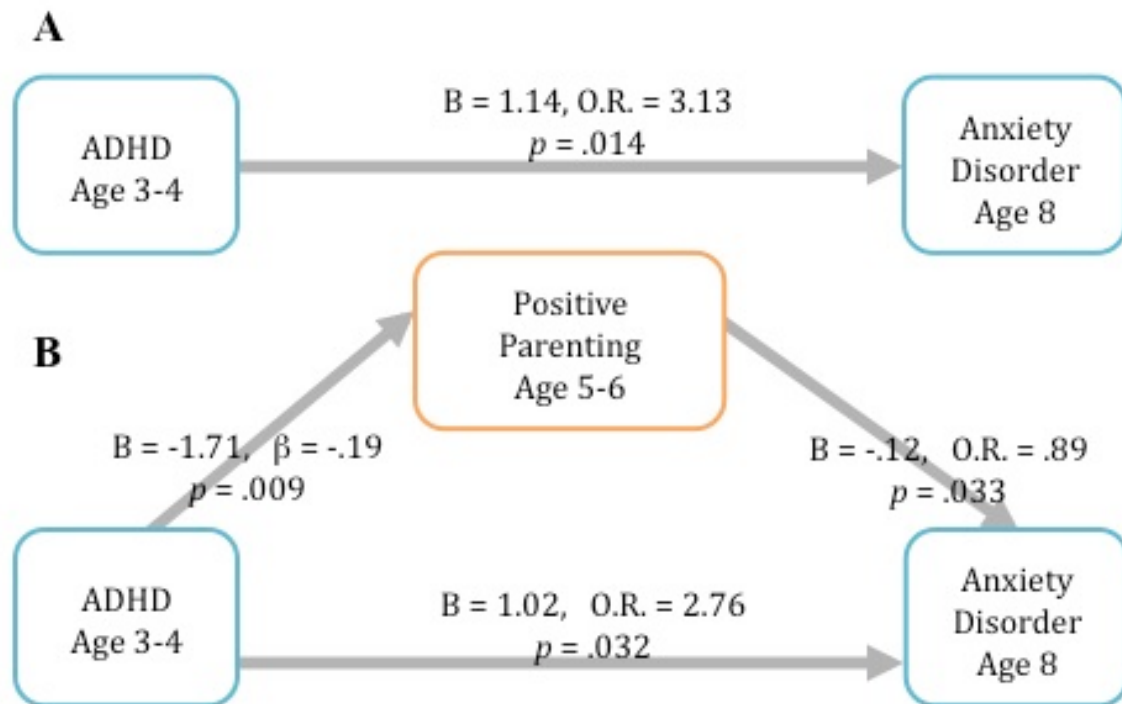 A
ADHD
Age 3-4
B = 1.14, O.R. = 3.13
p = .014
Anxiety
Disorder
Age 8
B
Positive
Parenting
Age 5-6
B = -1.71, β = -.19
p = .009
B = -.12, O.R. = .89
p = .033
ADHD
Age 3-4
B = 1.02, O.R. = 2.76
p = .032
Anxiety
Disorder
Age 8